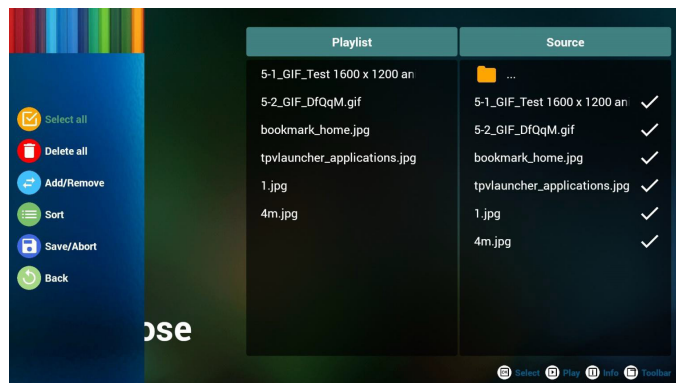 Playlist
Source
...
5-1_GIF_Test 1600 x 1200 an
5-2_GIF_DfQqM.gif
bookmark_home.jpg
tpvlauncher_applications.jpg
1.jpg
4m.jpg
5-1_GIF_Test 1600 x 1200 an
5-2_GIF_DfQqM.gif
bookmark_home.jpg
tpvlauncher_applications.jpg
1.jpg
4m.jpg
Select all
Delete all
Add/Remove
Sort
Save/Abort
Back
ose
Select
Play
Info
Toolbar